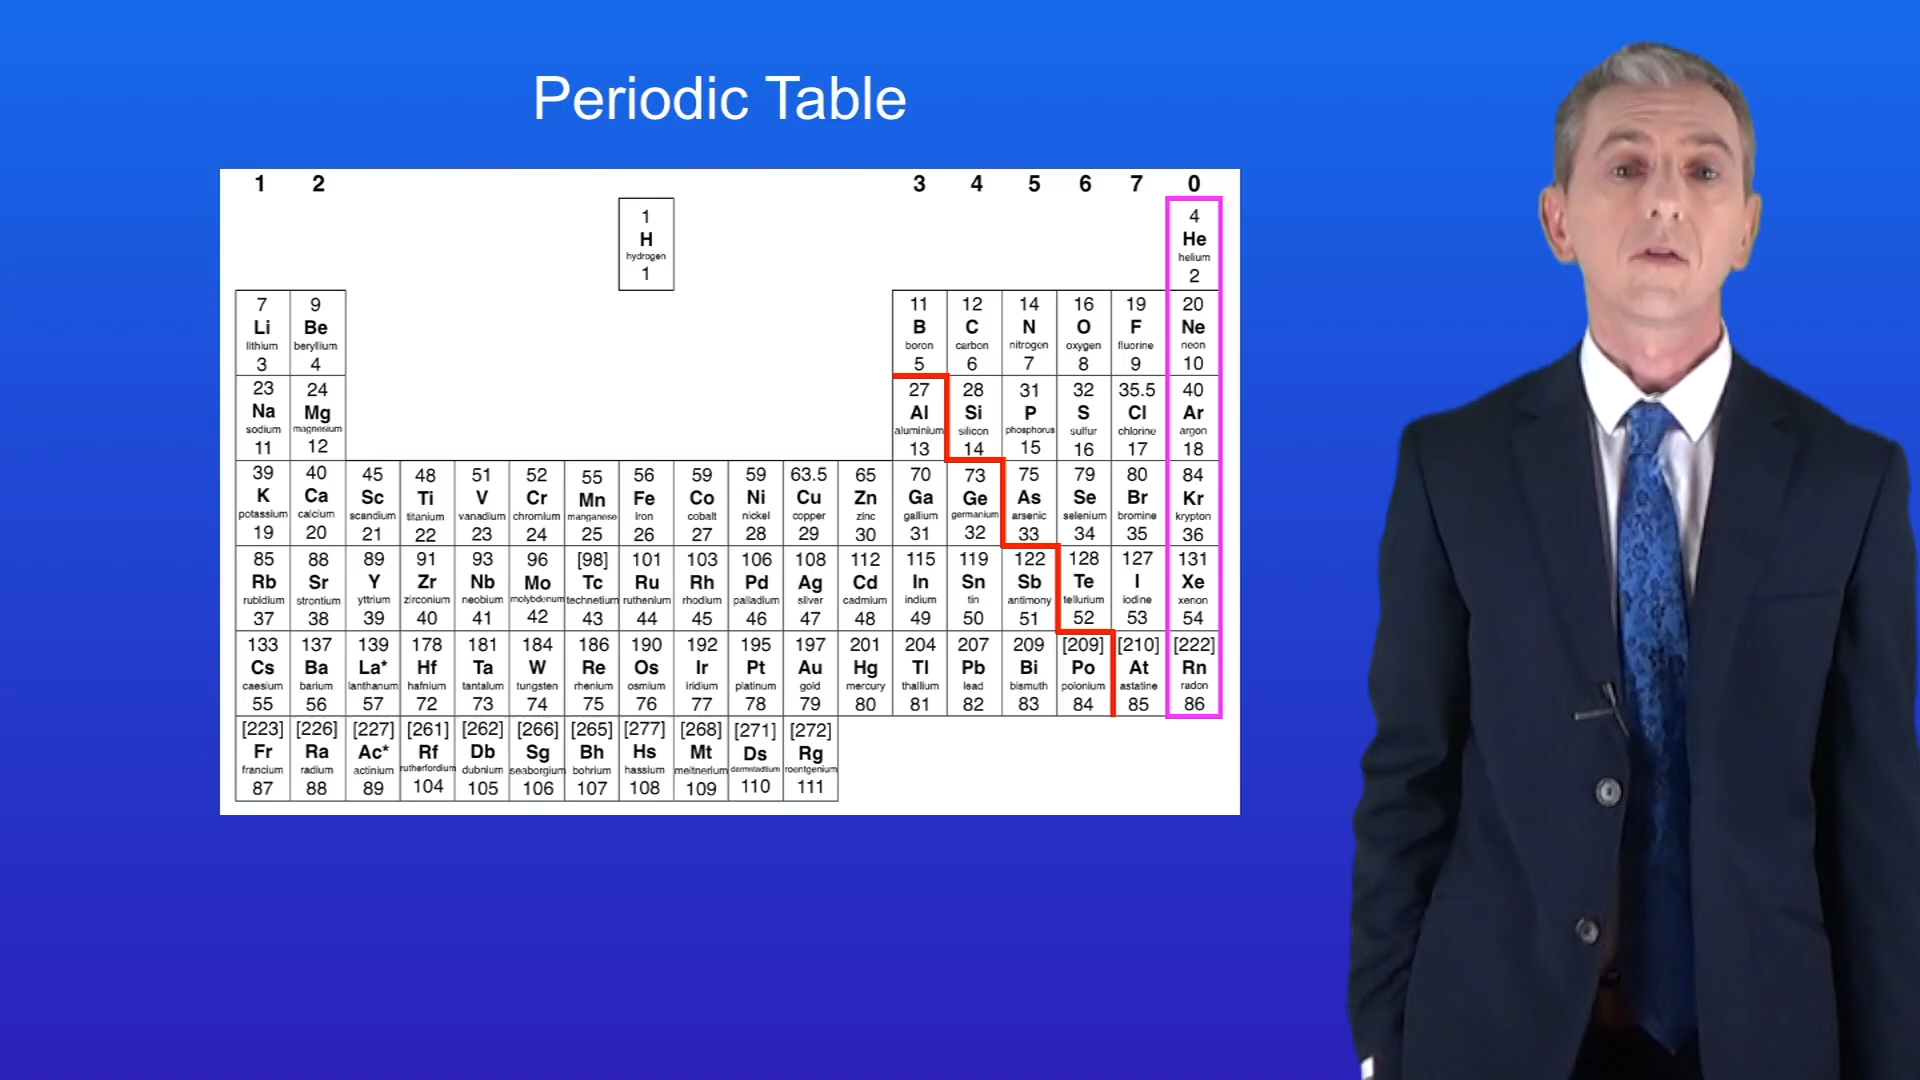 Periodic Table
1 2 3 4 5 6 7 0
1 4
H He
hydrogen helium
1 2
7 9 11 12 14 16 19 20
Li Be B C N O F Ne
lithium beryllium boron carbon nitrogen oxygen fluorine neon
3 4 5 6 7 8 9 10
23 24 27 28 31 32 35.5 40
Na Mg Al Si P S Cl Ar
sodium magnesium aluminium silicon phosphorus sulfur chlorine argon
11 12 13 14 15 16 17 18
39 40 45 48 51 52 55 56 59 59 63.5 65 70 73 75 79 80 84
K Ca Sc Ti V Cr Mn Fe Co Ni Cu Zn Ga Ge As Se Br Kr
potassium calcium scandium titanium vanadium chromium manganese iron cobalt nickel copper zinc gallium germanium arsenic selenium bromine krypton
19 20 21 22 23 24 25 26 27 28 29 30 31 32 33 34 35 36
85 88 89 91 93 96 [98] 101 103 106 108 112 115 119 122 128 127 131
Rb Sr Y Zr Nb Mo Tc Ru Rh Pd Ag Cd In Sn Sb Te I Xe
rubidium strontium yttrium zirconium neobium molybdenum technetium ruthenium rhodium palladium silver cadmium indium tin antimony tellurium iodine xenon
37 38 39 40 41 42 43 44 45 46 47 48 49 50 51 52 53 54
133 137 139 178 181 184 186 190 192 195 197 201 204 207 209 [209] [210] [222]
Cs Ba La* Hf Ta W Re Os Ir Pt Au Hg Tl Pb Bi Po At Rn
caesium barium lanthanum hafnium tantalum tungsten rhenium osmium iridium platinum gold mercury thallium lead bismuth polonium astatine radon
55 56 57 72 73 74 75 76 77 78 79 80 81 82 83 84 85 86
[223] [226] [227] [261] [262] [266] [265] [277] [268] [271] [272]
Fr Ra Ac* Rf Db Sg Bh Hs Mt Ds Rg
francium radium actinium rutherfordium dubnium seaborgium bohrium hassium meitnerium darmstadtium roentgenium
87 88 89 104 105 106 107 108 109 110 111